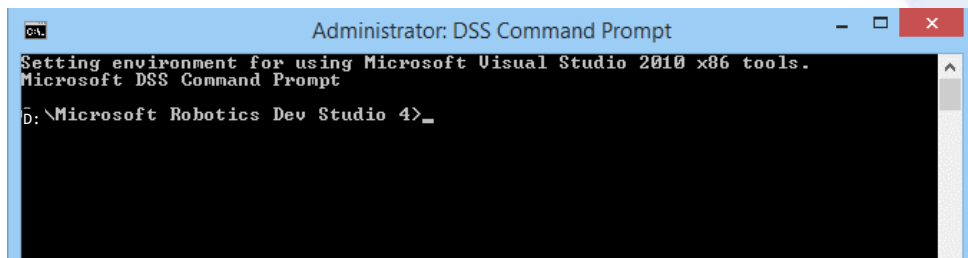 Administrator: DSS Command Prompt
Setting environment for using Microsoft Visual Studio 2010 x86 tools.
Microsoft DSS Command Prompt
D:\Microsoft Robotics Dev Studio 4>_